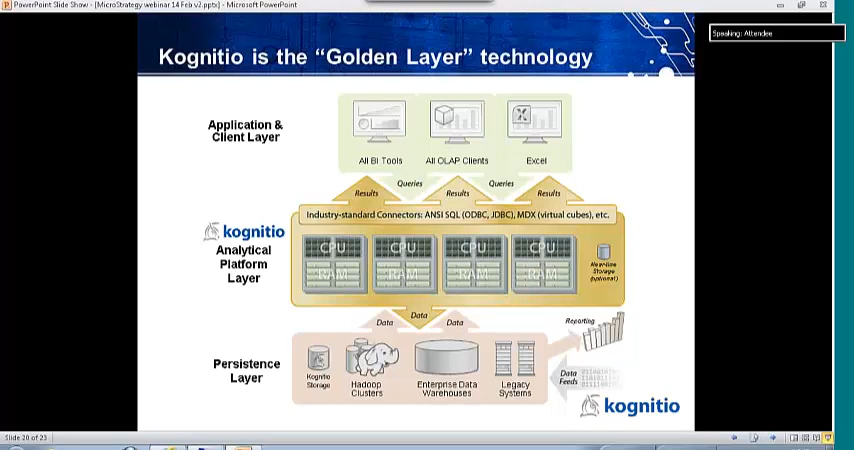 PowerPoint Slide Show - [MicroStrategy webinar 14 Feb v2.pptx] - Microsoft PowerPoint
Speaking: Attendee
Kognitio is the “Golden Layer” technology
Application &
Client Layer
All BI Tools
All OLAP Clients
Excel
Queries
Queries
Results
Results
Results
Industry-standard Connectors: ANSI SQL (ODBC, JDBC), MDX (virtual cubes), etc.
kognitio
Analytical
Platform
Layer
CPU
CPU
CPU
CPU
RAM
RAM
RAM
RAM
Near-line
Storage
(optional)
Data
Data
Data
Reporting
Persistence
Layer
Kognitio
Storage
Hadoop
Clusters
Enterprise Data
Warehouses
Legacy
Systems
Data
Feeds
kognitio
Slide 20 of 23